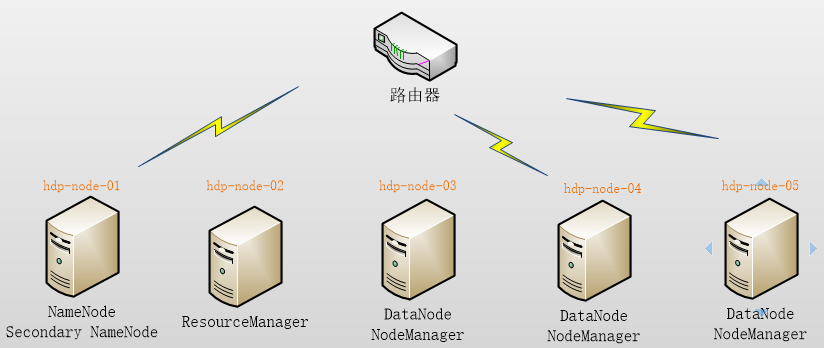 路由器
hdp-node-01
hdp-node-02
hdp-node-03
hdp-node-04
hdp-node-05
NameNode
Secondary NameNode
ResourceManager
DataNode
NodeManager
DataNode
NodeManager
DataNode
NodeManager